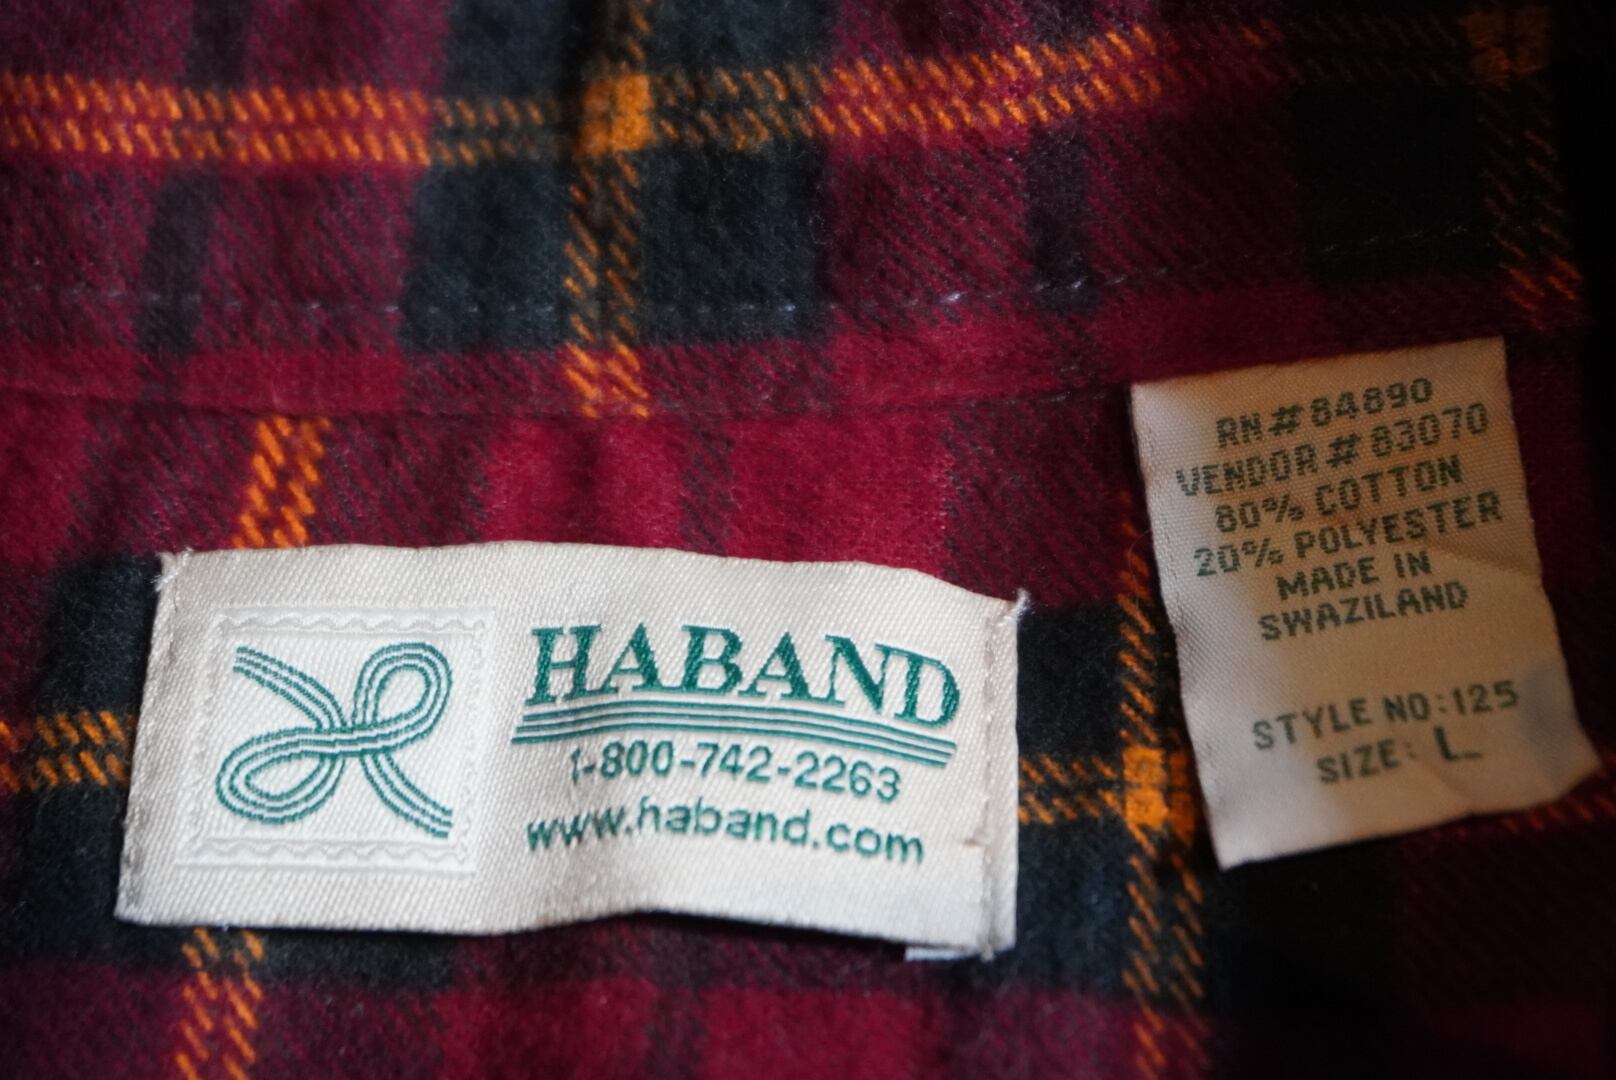 HABAND
1-800-742-2263
www.haband.com
RN#84890
VENDOR#83070
80% COTTON
20% POLYESTER
MADE IN
SWAZILAND
STYLE NO:125
SIZE: L